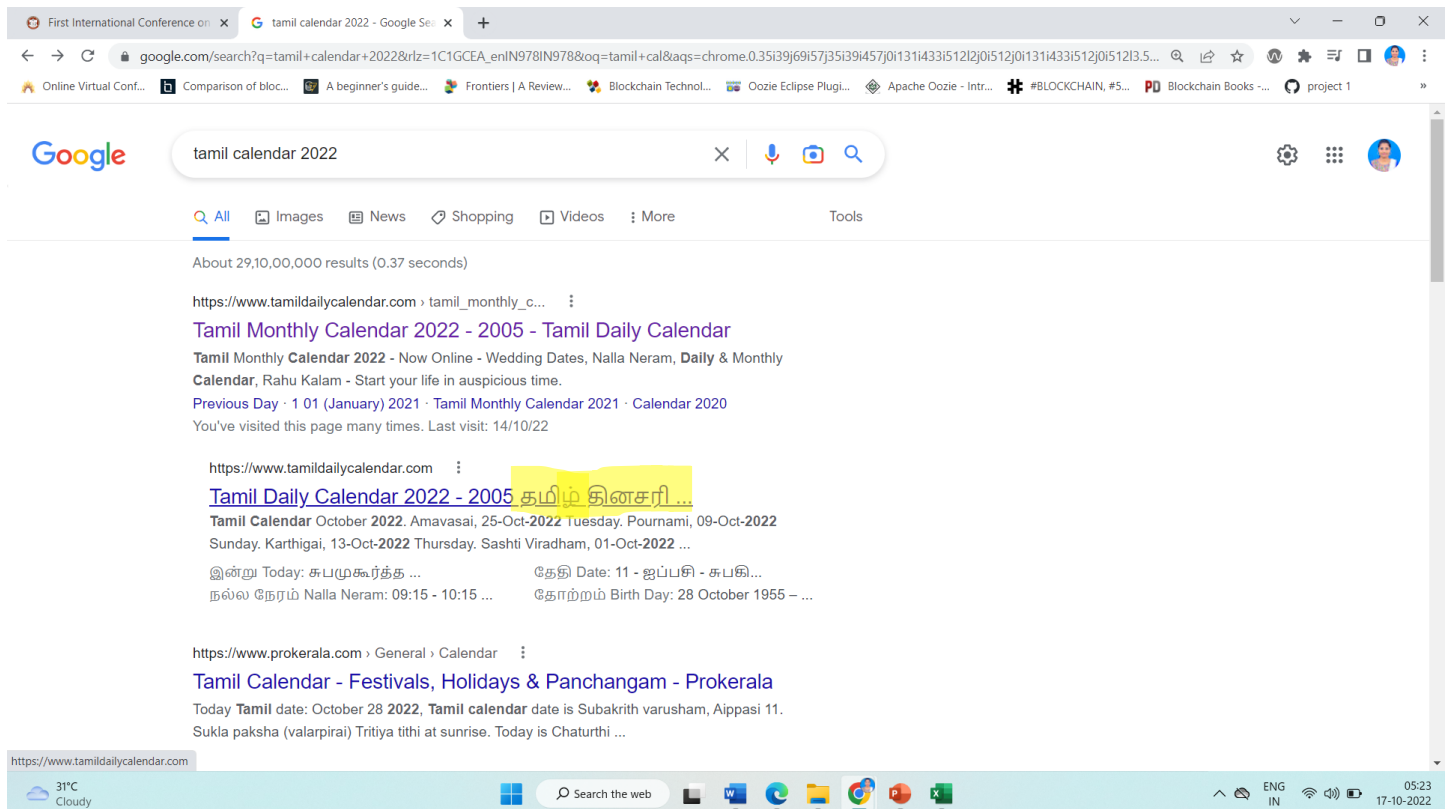 First International Conference on
tamil calendar 2022 - Google Sea
google.com/search?q=tamil+calendar+2022&rlz=1C1GCEA_enIN978IN978&oq=tamil+cal&aqs=chrome.0.35i39j69i57j35i39i457j0i131i433i512l2j0i512j0i131i433i512j0i512l3.5...
Online Virtual Conf... Comparison of bloc... A beginner's guide... Frontiers | A Review... Blockchain Technol... Oozie Eclipse Plugi... Apache Oozie - Intr... #BLOCKCHAIN, #5... Blockchain Books -... project 1 »
Google tamil calendar 2022
All Images News Shopping Videos More Tools
About 29,10,00,000 results (0.37 seconds)
https://www.tamildailycalendar.com › tamil_monthly_c...
Tamil Monthly Calendar 2022 - 2005 - Tamil Daily Calendar
Tamil Monthly Calendar 2022 - Now Online - Wedding Dates, Nalla Neram, Daily & Monthly
Calendar, Rahu Kalam - Start your life in auspicious time.
Previous Day · 1 01 (January) 2021 · Tamil Monthly Calendar 2021 · Calendar 2020
You've visited this page many times. Last visit: 14/10/22
https://www.tamildailycalendar.com
Tamil Daily Calendar 2022 - 2005 தமிழ் தினசரி ...
Tamil Calendar October 2022. Amavasai, 25-Oct-2022 Tuesday. Pournami, 09-Oct-2022
Sunday. Karthigai, 13-Oct-2022 Thursday. Sashti Viradham, 01-Oct-2022 ...
இன்று Today: சுபமுகூர்த்த ... தேதி Date: 11 - ஐப்பசி - சுபகி...
நல்ல நேரம் Nalla Neram: 09:15 - 10:15 ... தோற்றம் Birth Day: 28 October 1955 – ...
https://www.prokerala.com › General › Calendar
Tamil Calendar - Festivals, Holidays & Panchangam - Prokerala
Today Tamil date: October 28 2022, Tamil calendar date is Subakrith varusham, Aippasi 11.
Sukla paksha (valarpirai) Tritiya tithi at sunrise. Today is Chaturthi ...
https://www.tamildailycalendar.com
31°C
Cloudy
Search the web
ENG
IN
05:23
17-10-2022